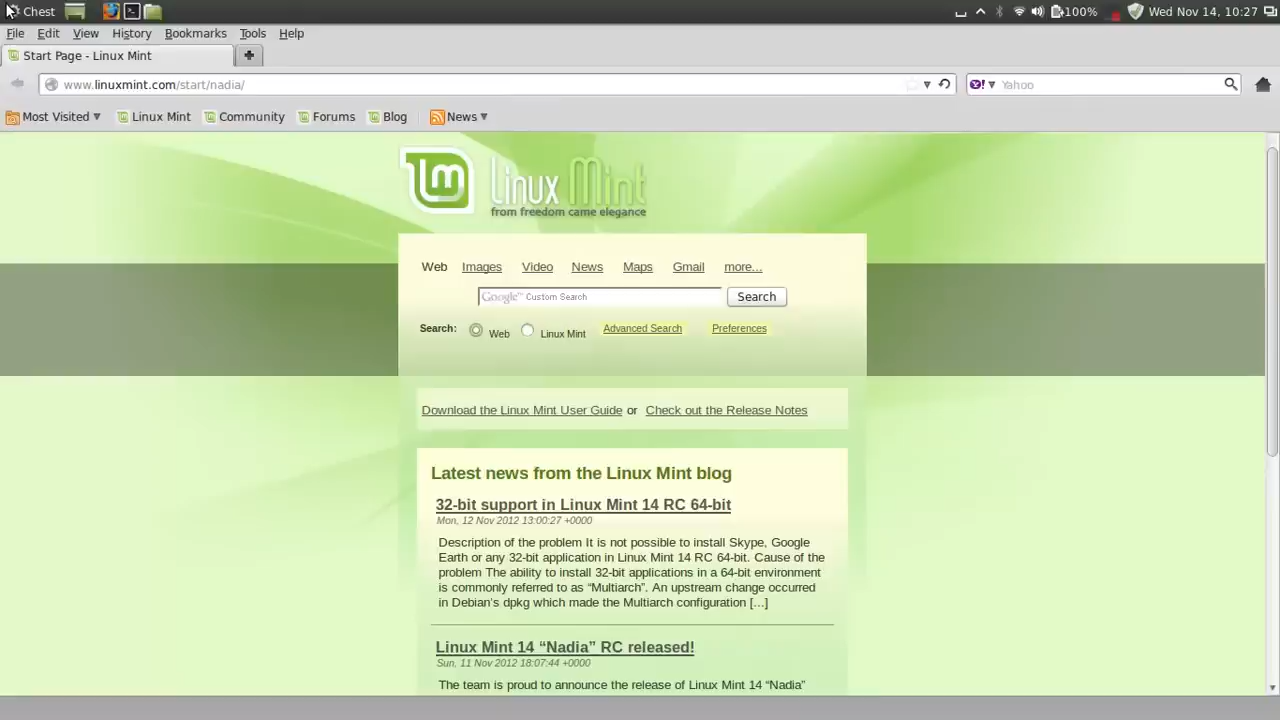 Chest 100% Wed Nov 14, 10:27
File Edit View History Bookmarks Tools Help
Start Page - Linux Mint
www.linuxmint.com/start/nadia/ Yahoo
Most Visited Linux Mint Community Forums Blog News
Linux Mint
from freedom came elegance
Web Images Video News Maps Gmail more...
Google™ Custom Search Search
Search: Web Linux Mint Advanced Search Preferences
Download the Linux Mint User Guide or Check out the Release Notes
Latest news from the Linux Mint blog
32-bit support in Linux Mint 14 RC 64-bit
Mon, 12 Nov 2012 13:00:27 +0000
Description of the problem It is not possible to install Skype, Google
Earth or any 32-bit application in Linux Mint 14 RC 64-bit. Cause of the
problem The ability to install 32-bit applications in a 64-bit environment
is commonly referred to as “Multiarch”. An upstream change occurred
in Debian’s dpkg which made the Multiarch configuration [...]
Linux Mint 14 “Nadia” RC released!
Sun, 11 Nov 2012 18:07:44 +0000
The team is proud to announce the release of Linux Mint 14 “Nadia”